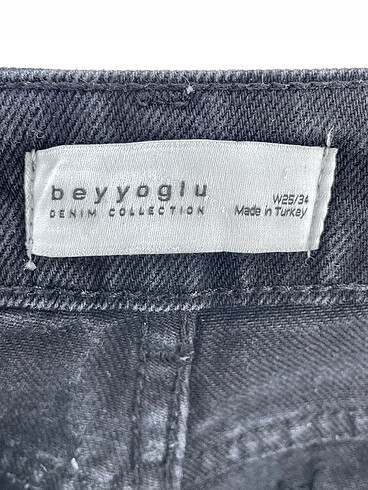 beyyoglu
DENIM COLLECTION
W25/34
Made in Turkey